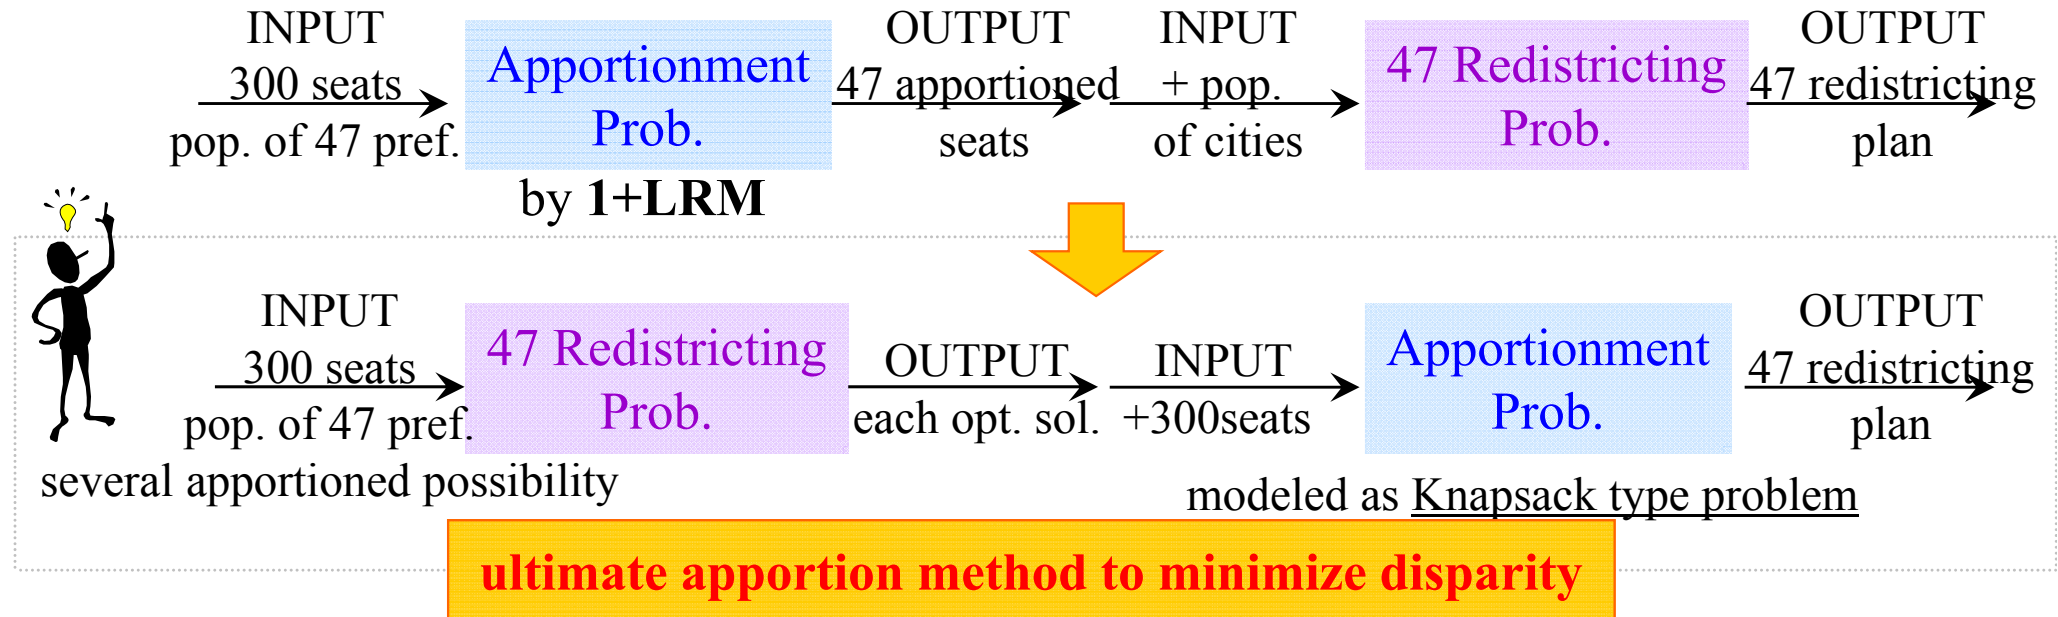 INPUT
300 seats
pop. of 47 pref.
Apportionment
Prob.
by 1+LRM
OUTPUT
47 apportioned
seats
INPUT
+ pop.
of cities
47 Redistricting
Prob.
OUTPUT
47 redistricting
plan
INPUT
300 seats
pop. of 47 pref.
several apportioned possibility
47 Redistricting
Prob.
OUTPUT
each opt. sol.
INPUT
+300seats
Apportionment
Prob.
modeled as Knapsack type problem
OUTPUT
47 redistricting
plan
ultimate apportion method to minimize disparity